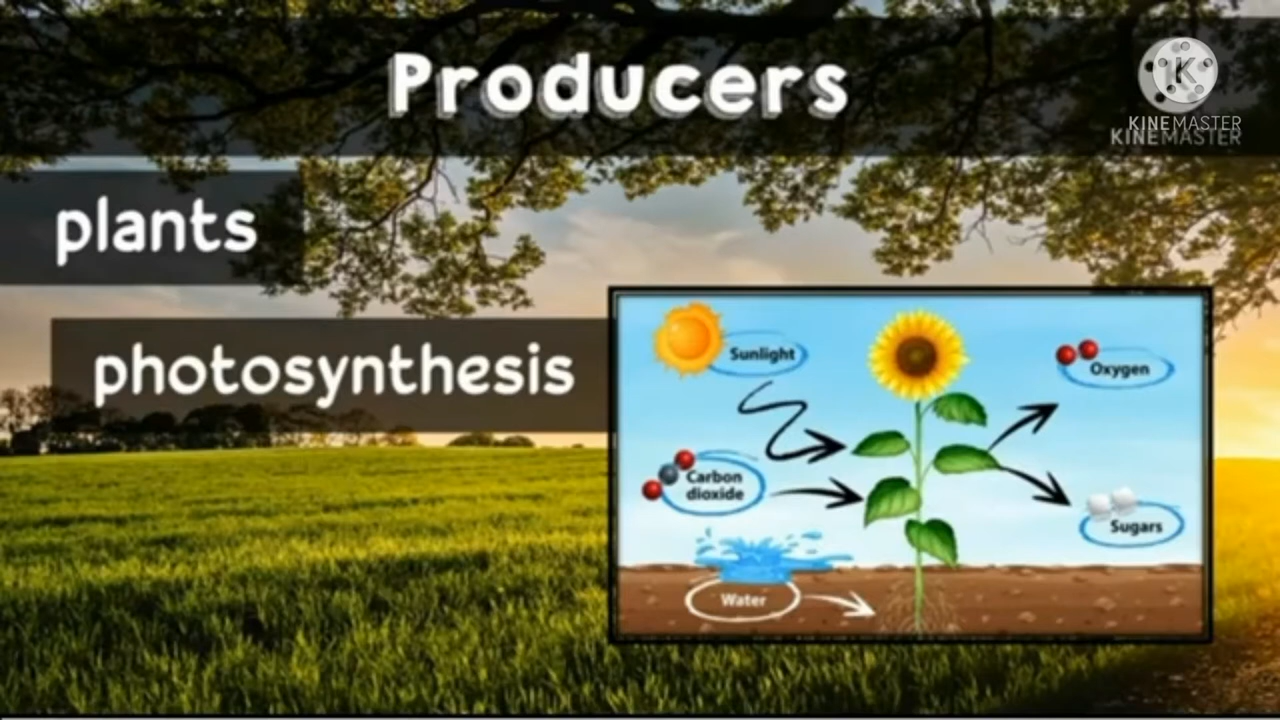 Producers
K
KINEMASTER
KINEMASTER
plants
photosynthesis
Sunlight
Oxygen
Carbon
dioxide
Sugars
Water